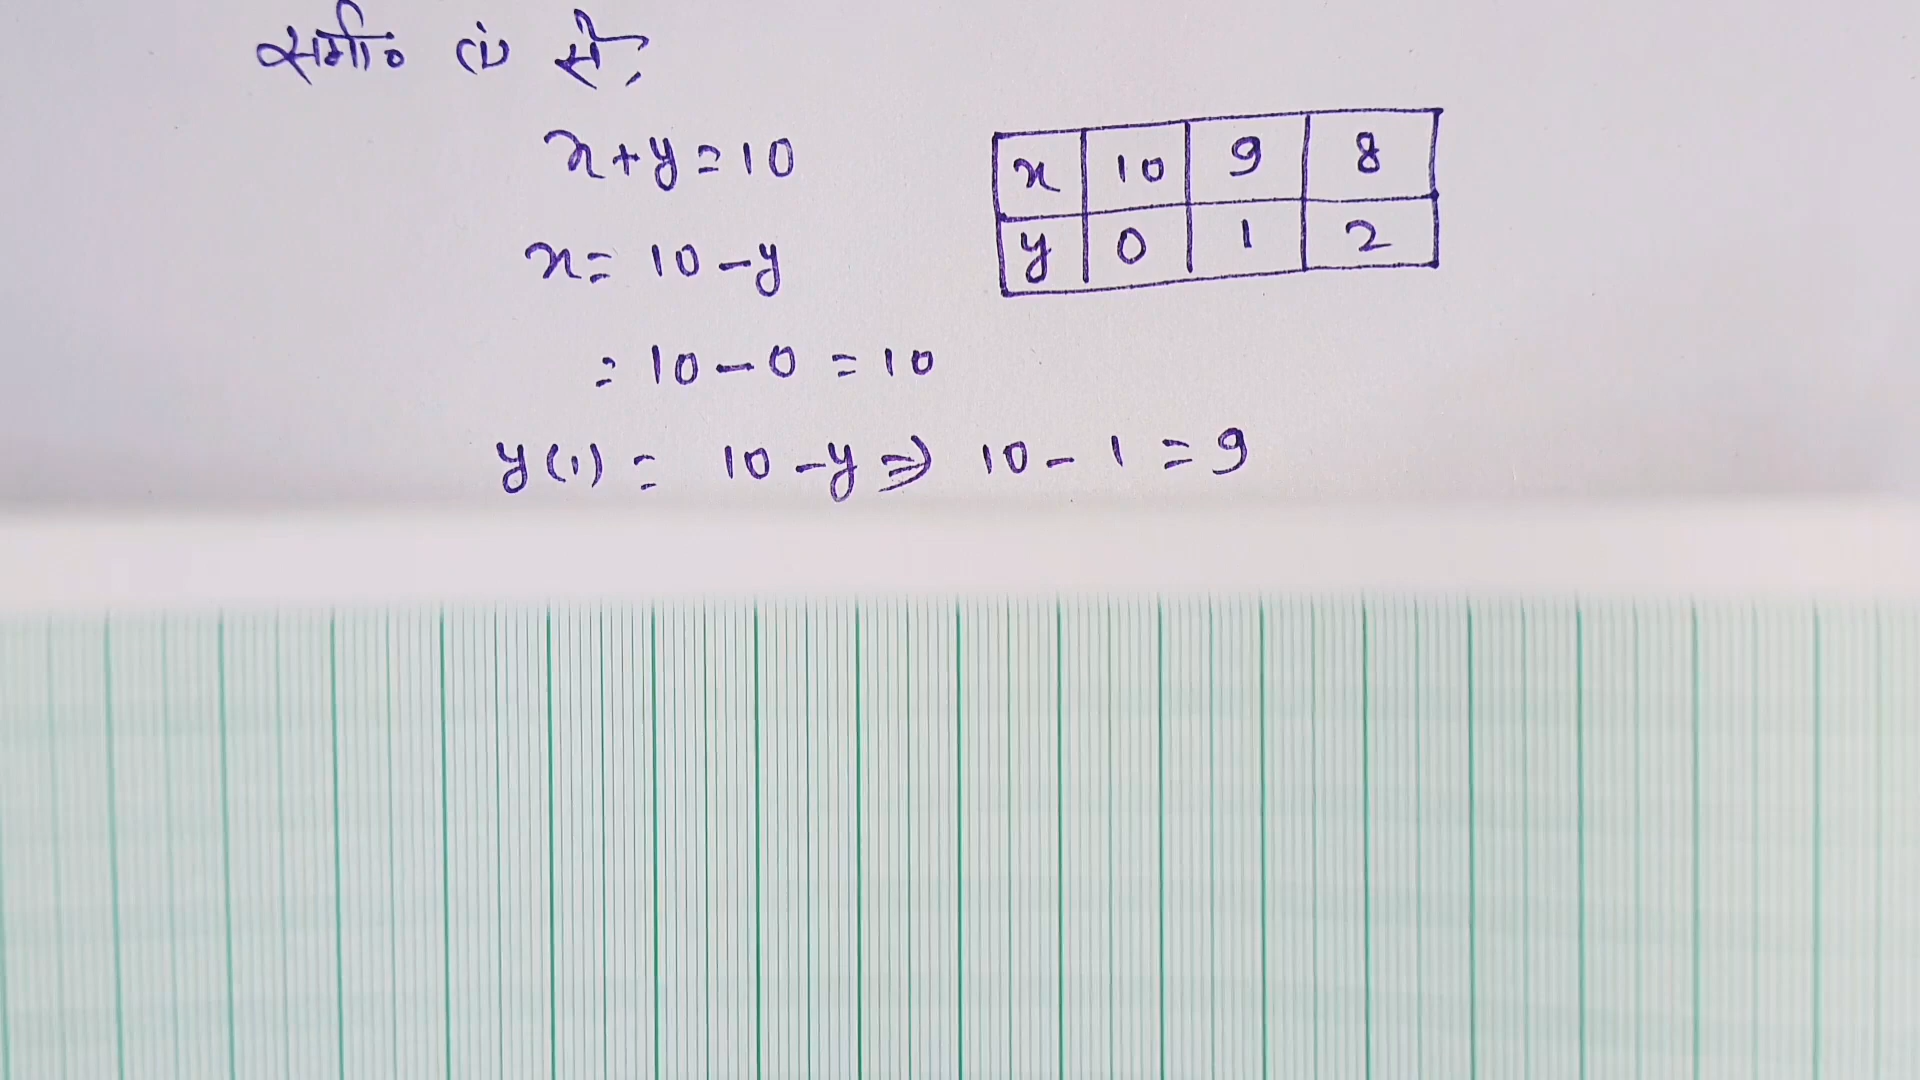 समी० (i) से,
x+y=10
x= 10-y
= 10-0 = 10
y(1) = 10-y ⇒ 10-1=9
x 10 9 8
y 0 1 2